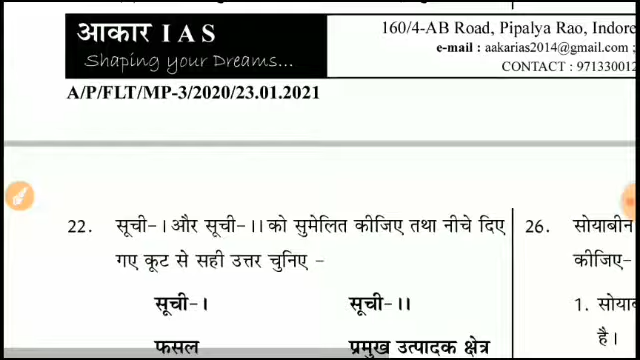 आकार IAS
Shaping your Dreams...
160/4-AB Road, Pipalya Rao, Indore
e-mail : aakarias2014@gmail.com
CONTACT : 971330012
A/P/FLT/MP-3/2020/23.01.2021
22. सूची-I और सूची-II को सुमेलित कीजिए तथा नीचे दिए
गए कूट से सही उत्तर चुनिए -
सूची-I सूची-II
फसल प्रमुख उत्पादक क्षेत्र
26. सोयाबीन
कीजिए-
1. सोया
है।